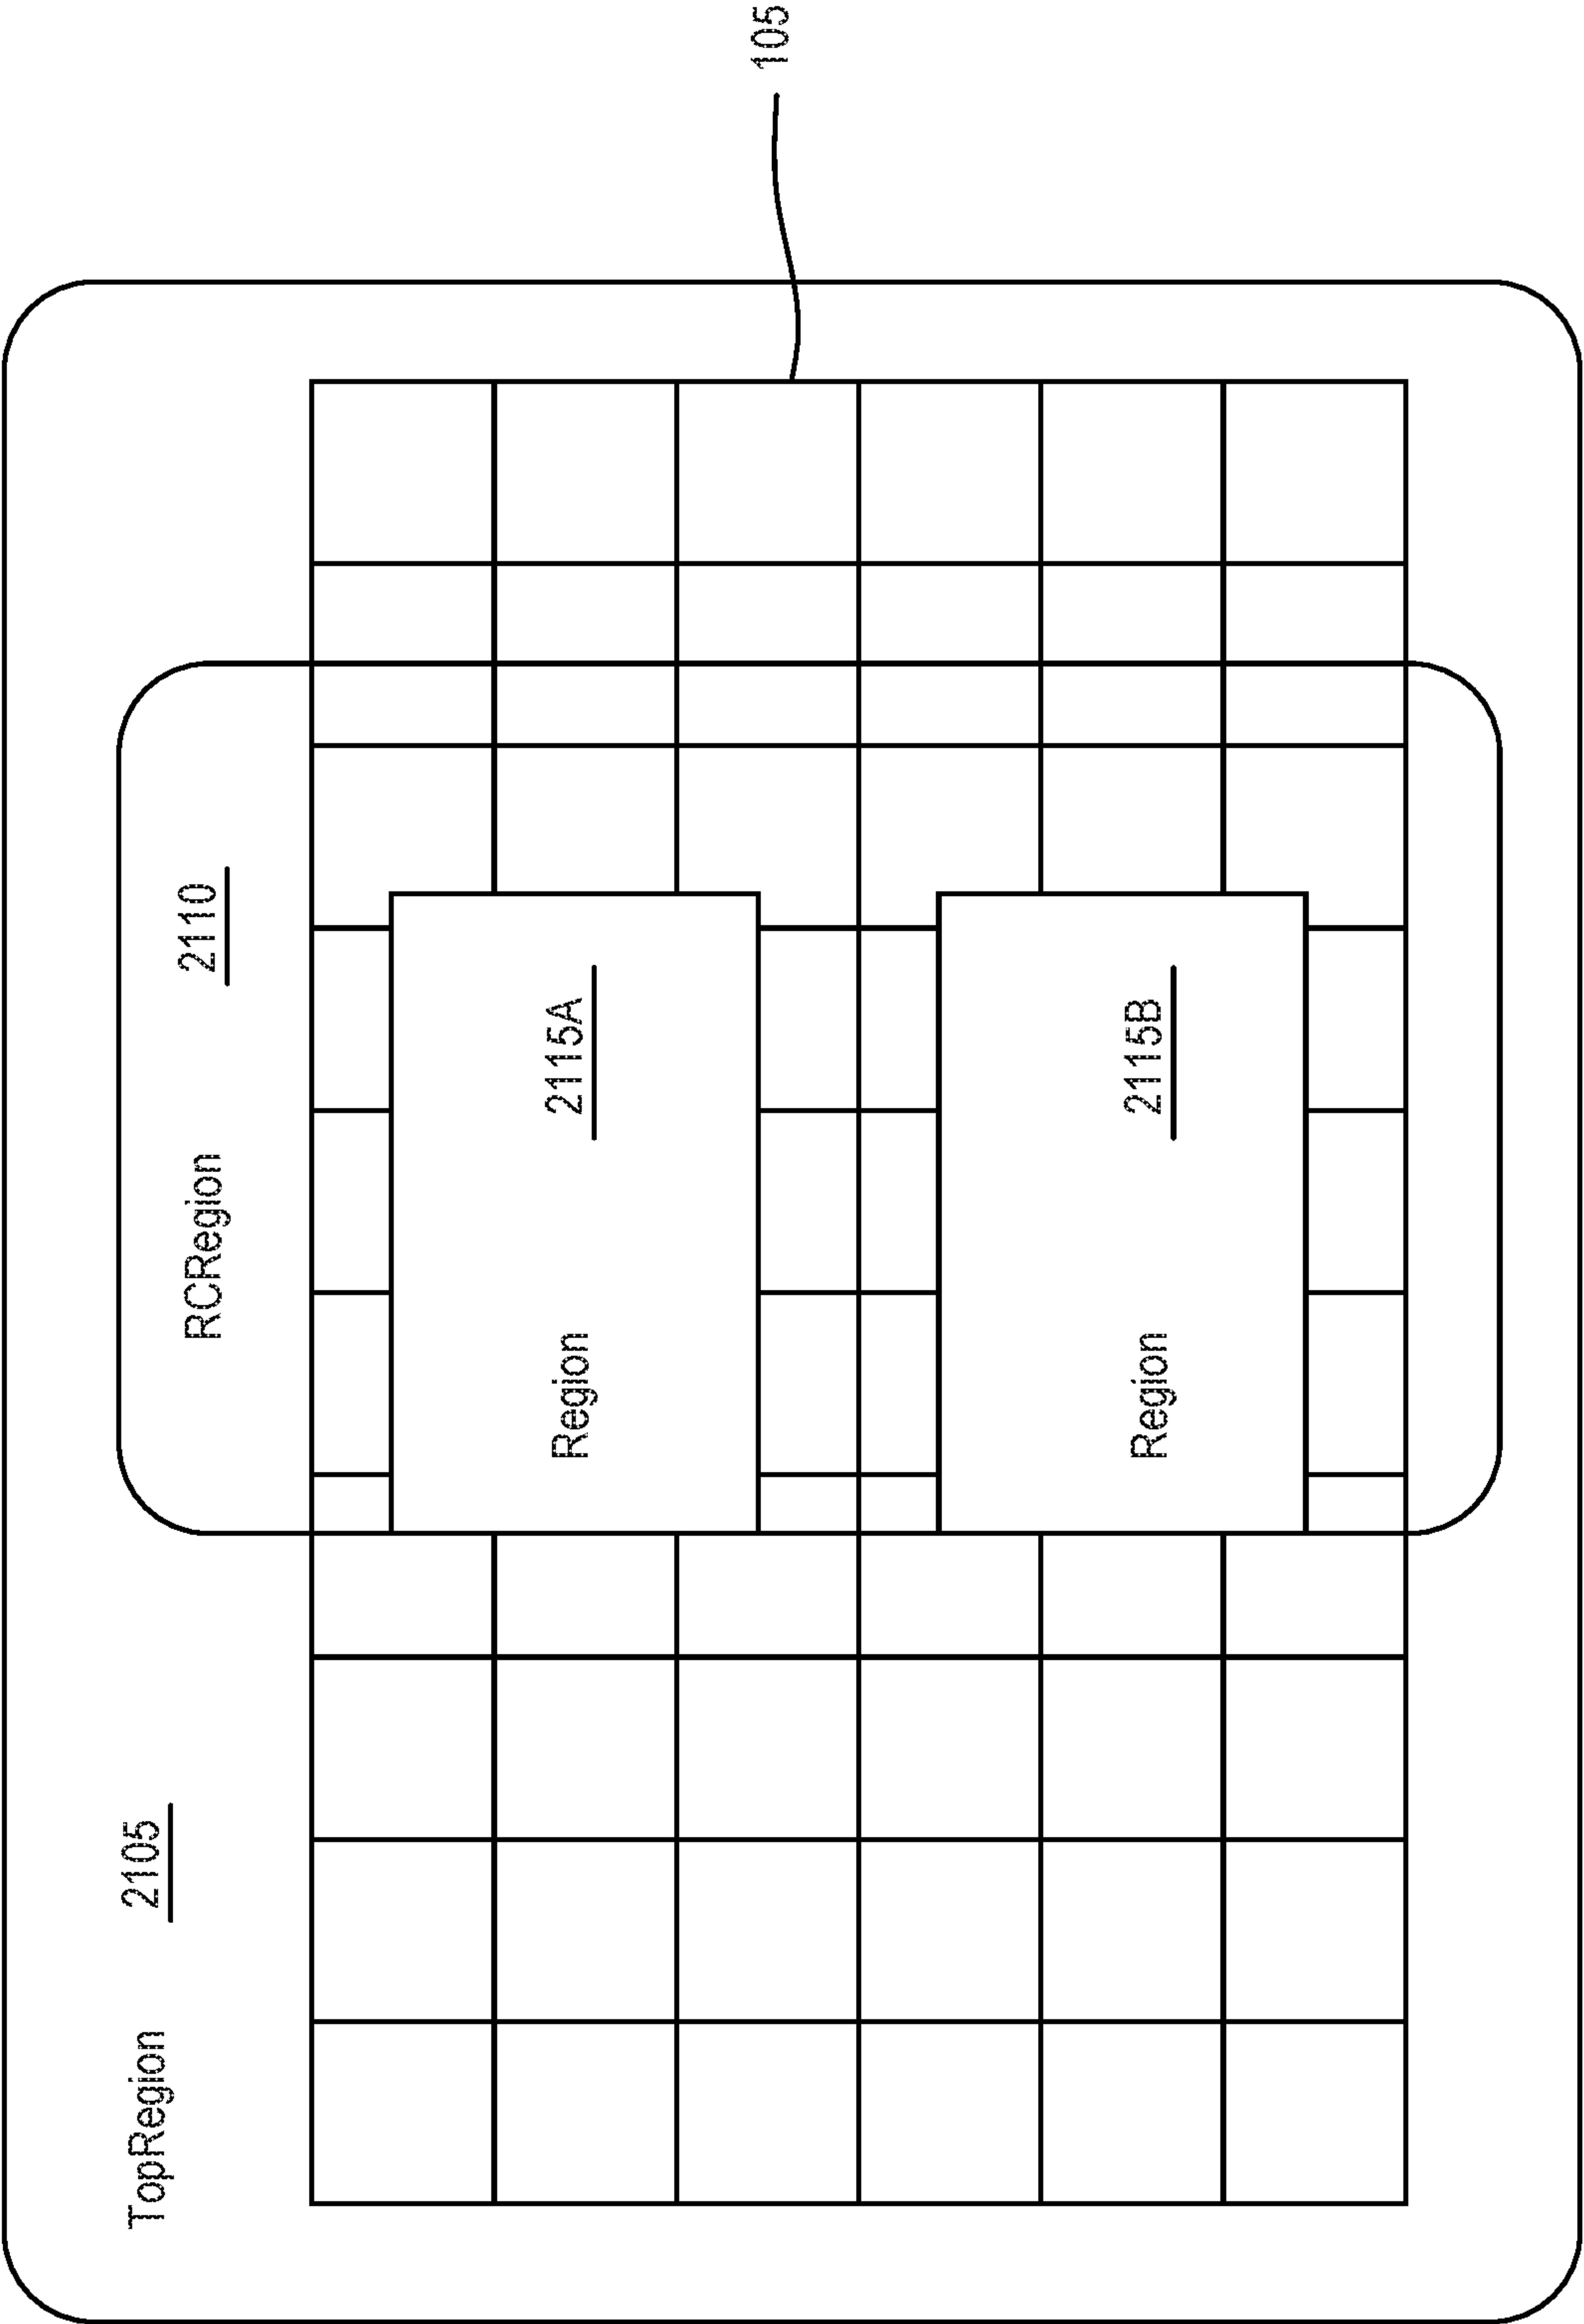 TopRegion 2105
RCRegion 2110
Region 2115A
Region 2115B
105